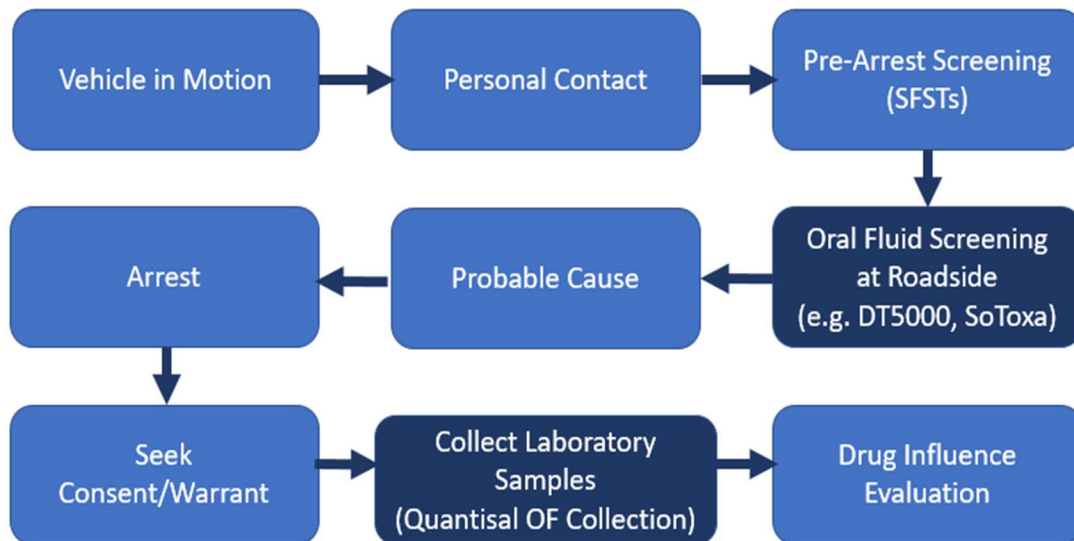 Vehicle in Motion
Personal Contact
Pre-Arrest Screening
(SFSTs)
Oral Fluid Screening
at Roadside
(e.g. DT5000, SoToxa)
Probable Cause
Arrest
Seek
Consent/Warrant
Collect Laboratory
Samples
(Quantisal OF Collection)
Drug Influence
Evaluation